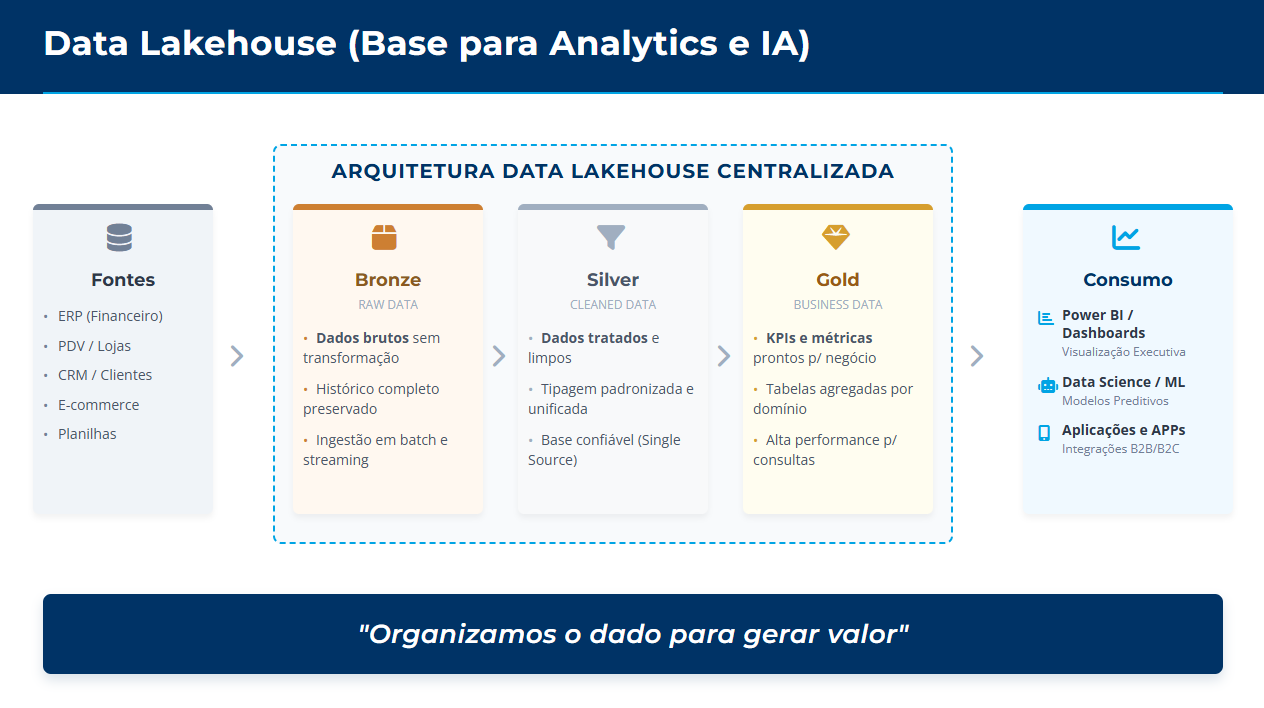 Data Lakehouse (Base para Analytics e IA)
ARQUITETURA DATA LAKEHOUSE CENTRALIZADA
Fontes
• ERP (Financeiro)
• PDV / Lojas
• CRM / Clientes
• E-commerce
• Planilhas
Bronze
RAW DATA
• Dados brutos sem
transformação
• Histórico completo
preservado
• Ingestão em batch e
streaming
Silver
CLEANED DATA
• Dados tratados e
limpos
• Tipagem padronizada e
unificada
• Base confiável (Single
Source)
Gold
BUSINESS DATA
• KPIs e métricas
prontos p/ negócio
• Tabelas agregadas por
domínio
• Alta performance p/
consultas
Consumo
Power BI /
Dashboards
Visualização Executiva
Data Science / ML
Modelos Preditivos
Aplicações e APPs
Integrações B2B/B2C
"Organizamos o dado para gerar valor"